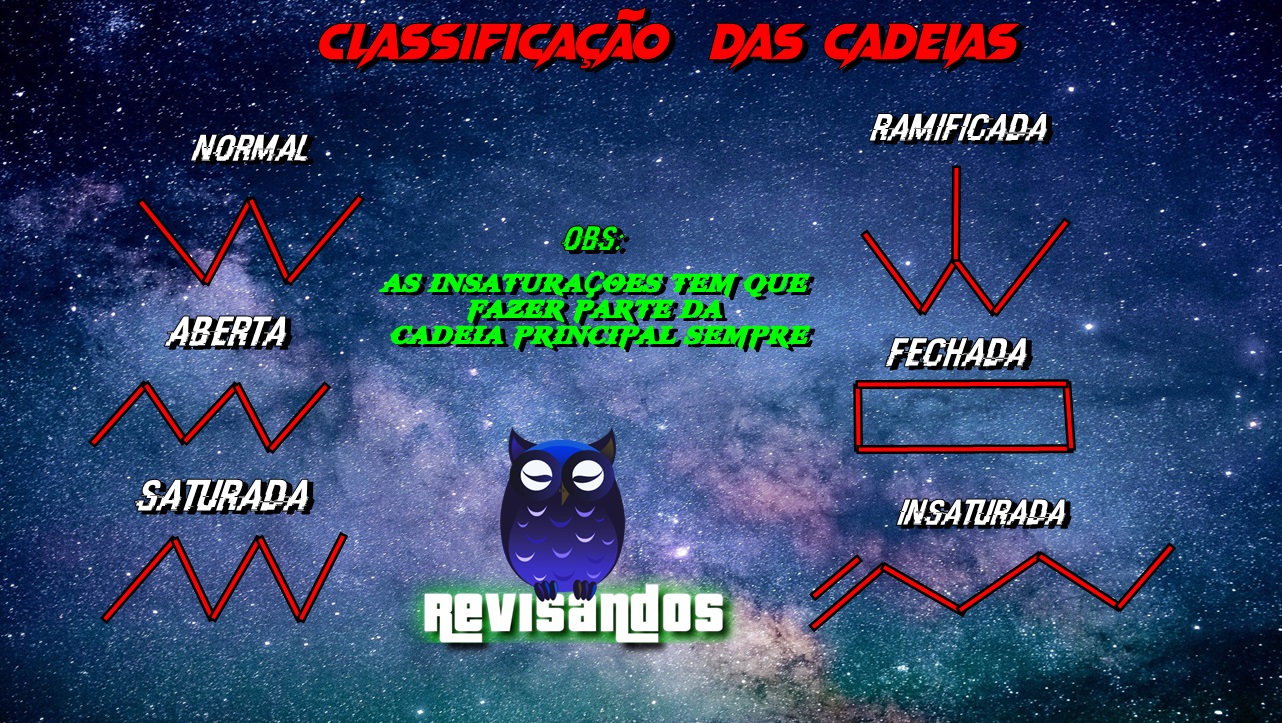 CLASSIFICAÇÃO DAS CADEIAS
NORMAL
RAMIFICADA
OBS:
AS INSATURAÇOES TEM QUE
FAZER PARTE DA
CADEIA PRINCIPAL SEMPRE
ABERTA
FECHADA
SATURADA
INSATURADA
REVISANDOS